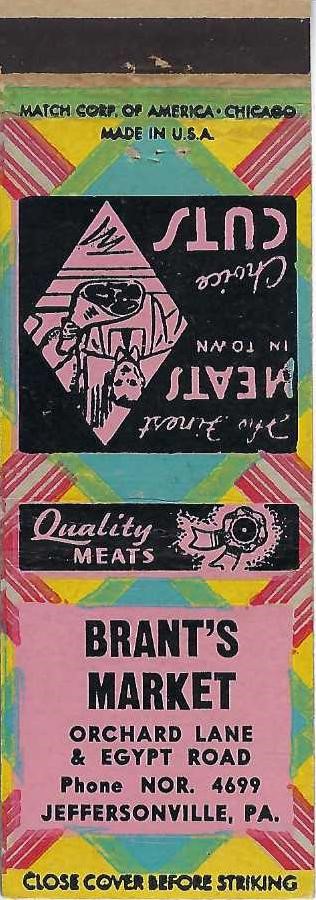 MATCH CORP. OF AMERICA · CHICAGO
MADE IN U.S.A.
The Finest
MEATS
IN TOWN
Choice
CUTS
Quality
MEATS
BRANT'S
MARKET
ORCHARD LANE
& EGYPT ROAD
Phone NOR. 4699
JEFFERSONVILLE, PA.
CLOSE COVER BEFORE STRIKING